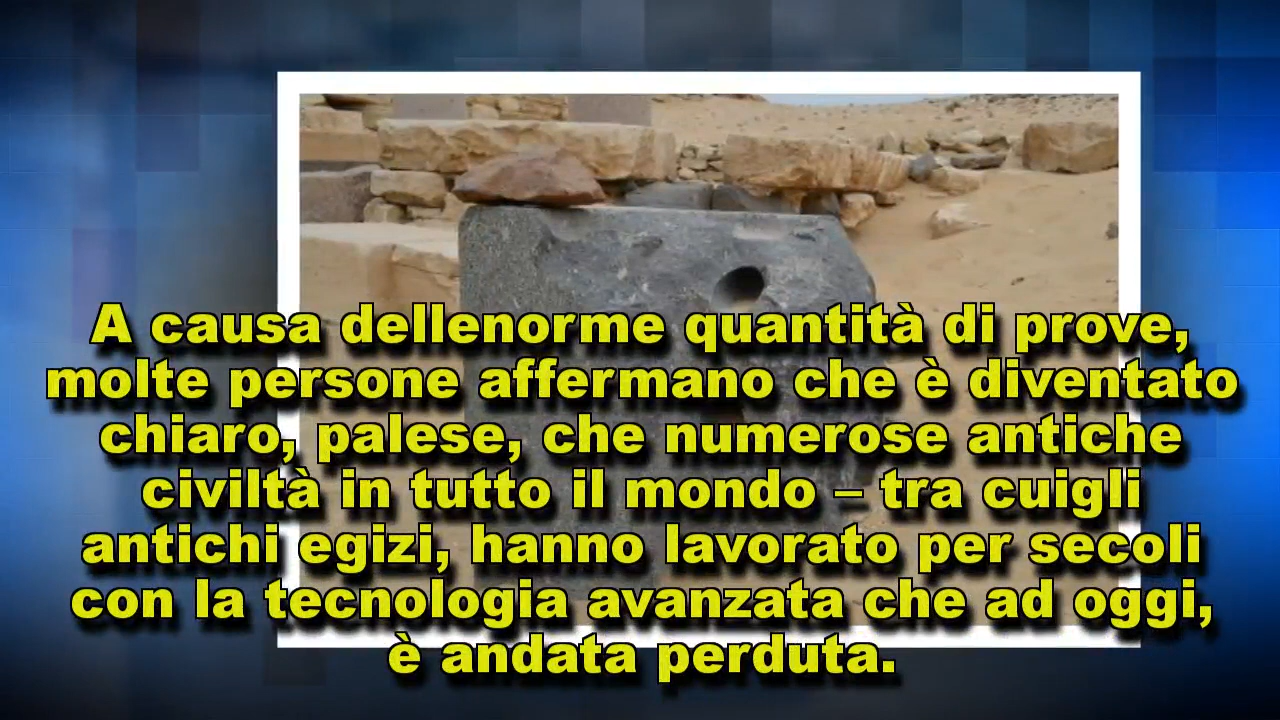 A causa dellenorme quantità di prove,
molte persone affermano che è diventato
chiaro, palese, che numerose antiche
civiltà in tutto il mondo – tra cuigli
antichi egizi, hanno lavorato per secoli
con la tecnologia avanzata che ad oggi,
è andata perduta.